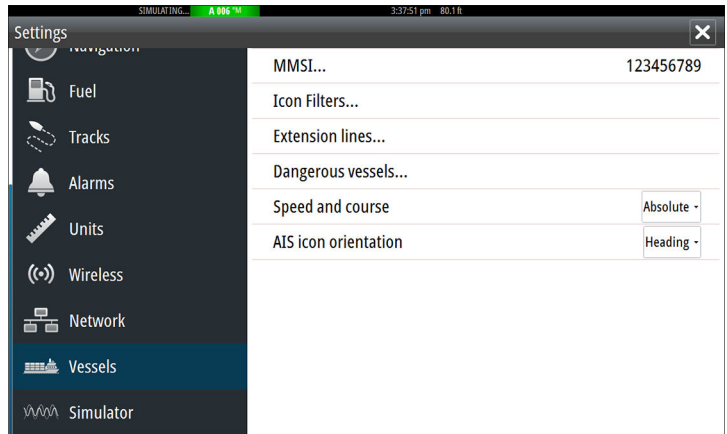 SIMULATING... A 006 °M 3:37:51 pm 80.1 ft
Settings
Navigation
Fuel
Tracks
Alarms
Units
Wireless
Network
Vessels
Simulator
MMSI... 123456789
Icon Filters...
Extension lines...
Dangerous vessels...
Speed and course Absolute
AIS icon orientation Heading